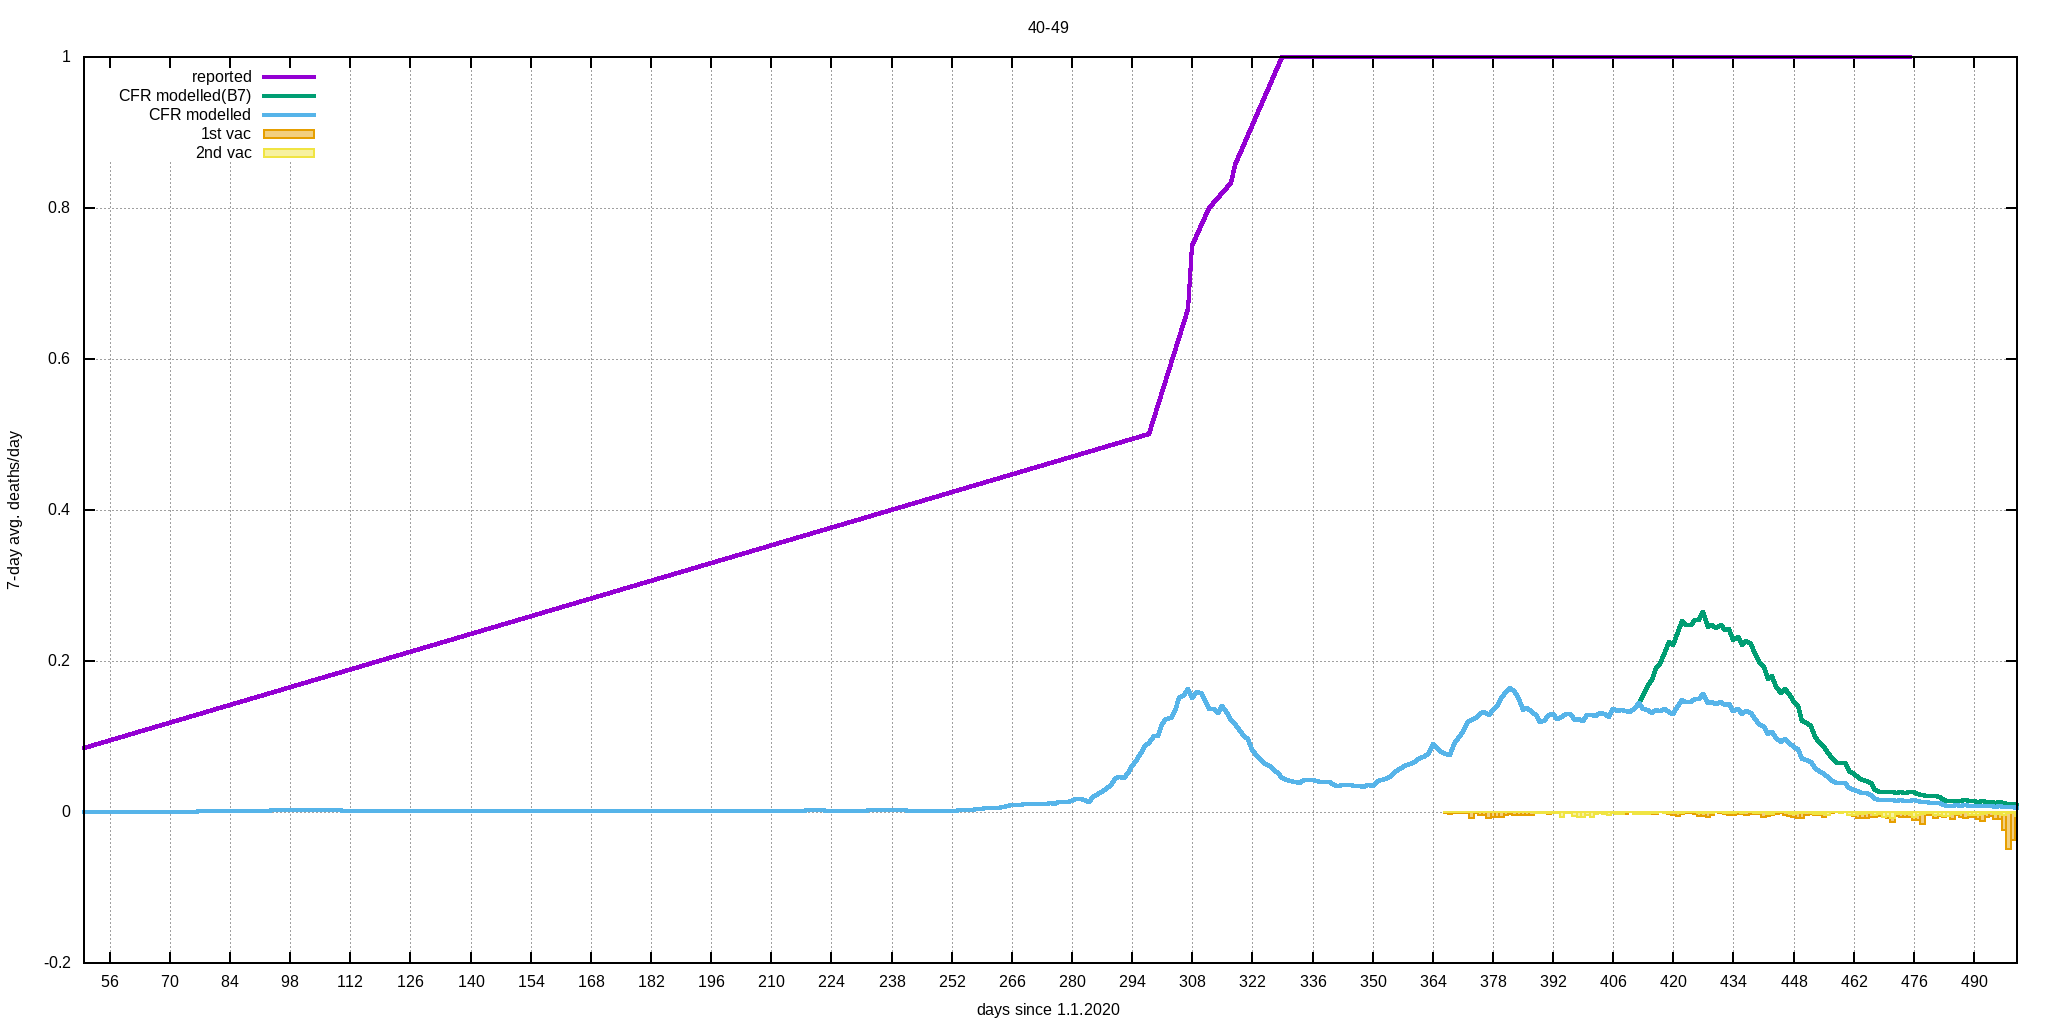 40-49
reported
CFR modelled(B7)
CFR modelled
1st vac
2nd vac
7-day avg. deaths/day
1
0.8
0.6
0.4
0.2
0
-0.2
56 70 84 98 112 126 140 154 168 182 196 210 224 238 252 266 280 294 308 322 336 350 364 378 392 406 420 434 448 462 476 490
days since 1.1.2020